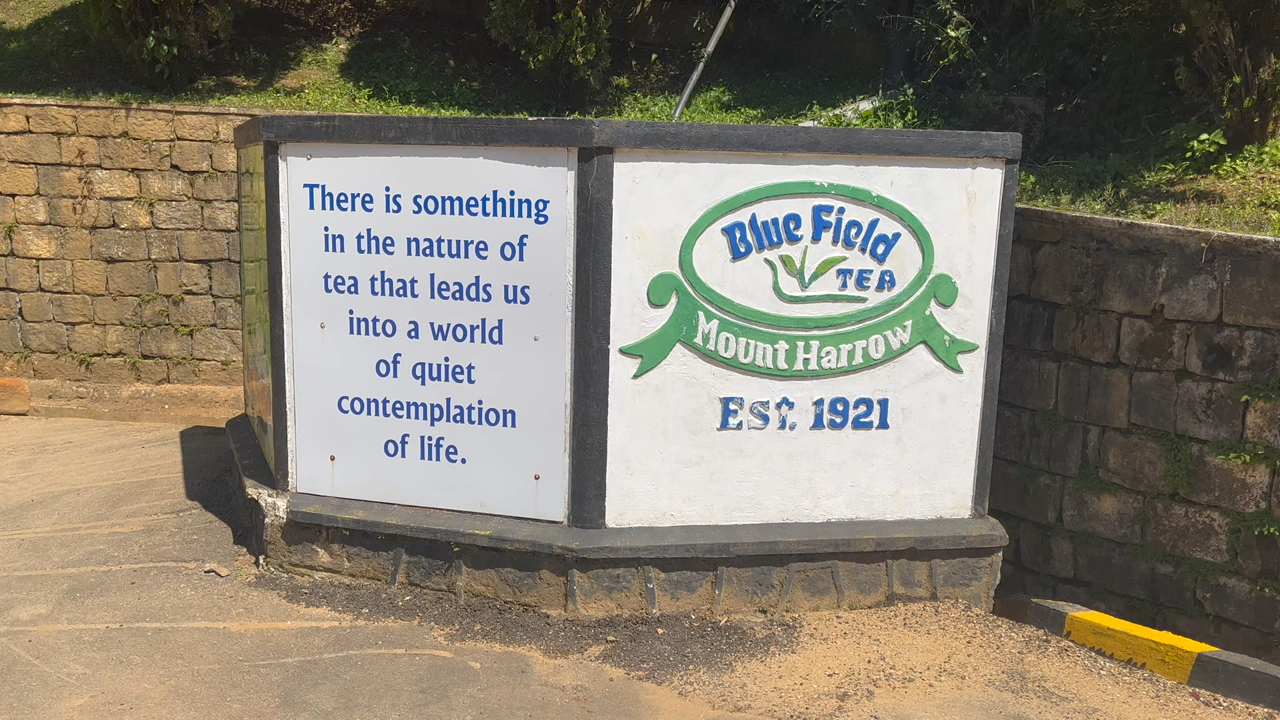 There is something
in the nature of
tea that leads us
into a world
of quiet
contemplation
of life.
Blue Field
TEA
Mount Harrow
EST. 1921